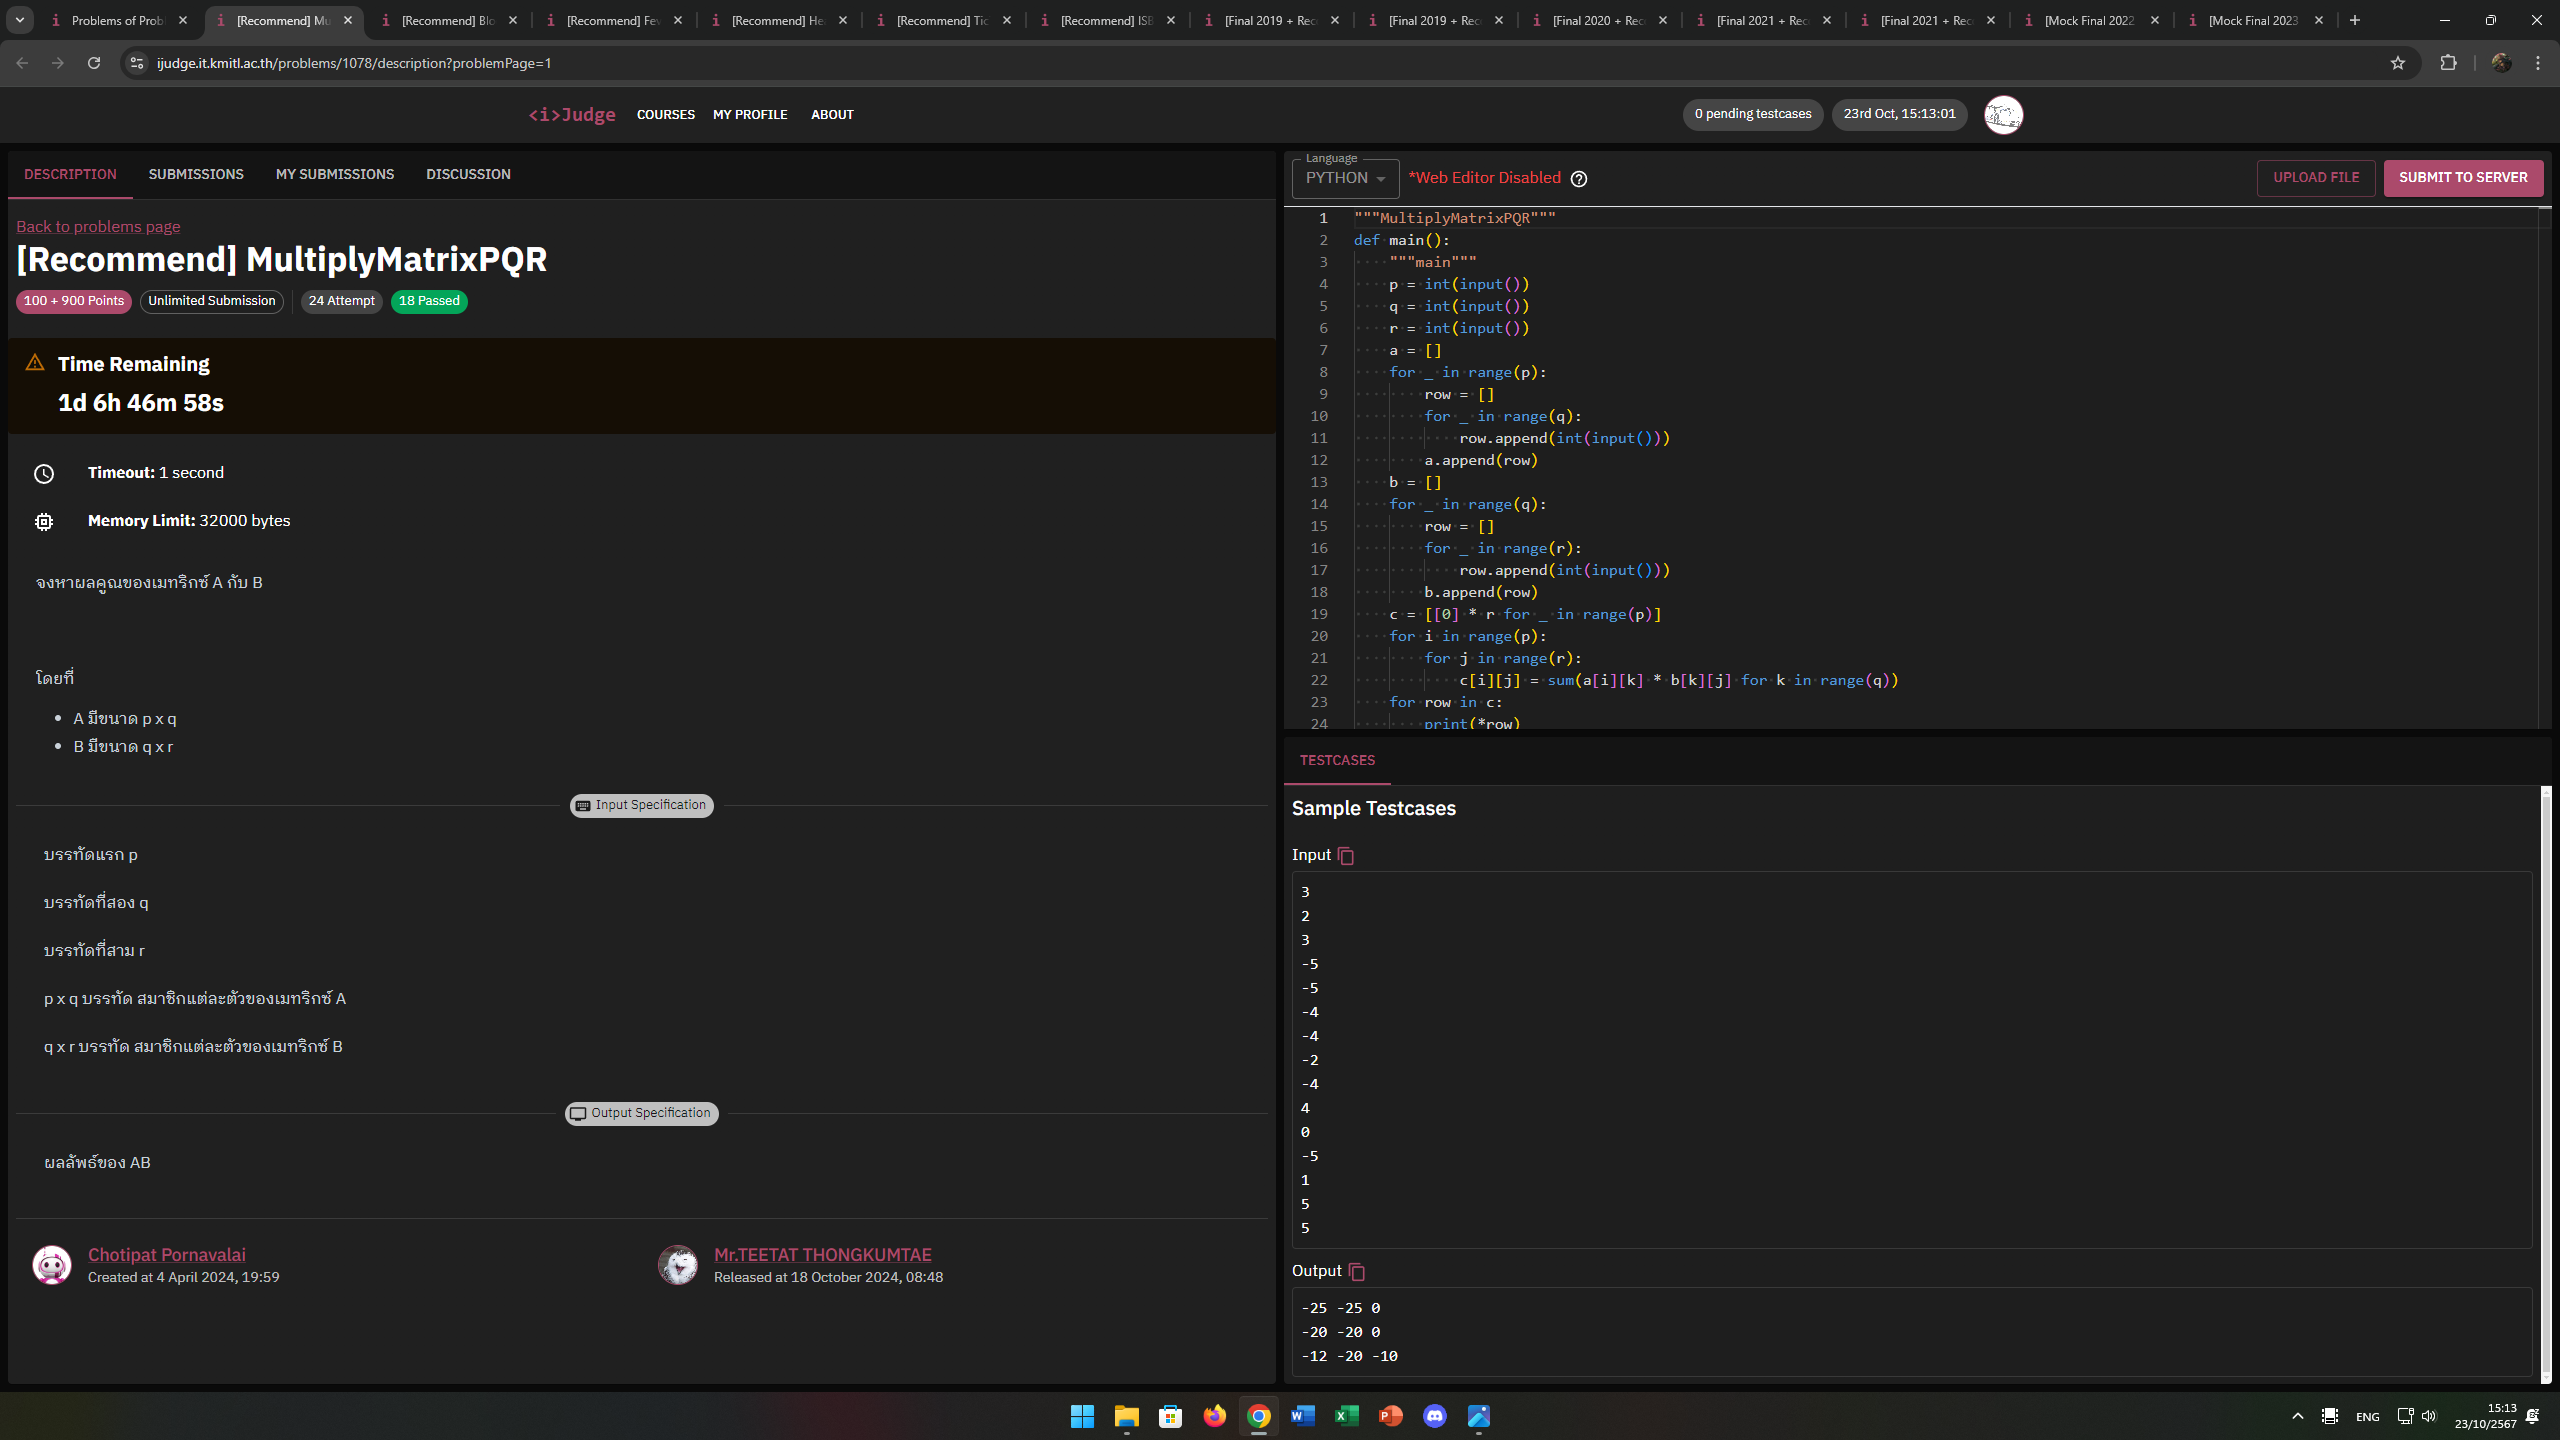 Problems of Prob
[Recommend] Mu
[Recommend] Blo
[Recommend] Fev
[Recommend] He
[Recommend] Tic
[Recommend] ISB
[Final 2019 + Rec
[Final 2019 + Rec
[Final 2020 + Rec
[Final 2021 + Rec
[Final 2021 + Rec
[Mock Final 2022
[Mock Final 2023
ijudge.it.kmitl.ac.th/problems/1078/description?problemPage=1
<i>Judge COURSES MY PROFILE ABOUT
0 pending testcases 23rd Oct, 15:13:01
DESCRIPTION SUBMISSIONS MY SUBMISSIONS DISCUSSION
Back to problems page
[Recommend] MultiplyMatrixPQR
100 + 900 Points Unlimited Submission 24 Attempt 18 Passed
Time Remaining
1d 6h 46m 58s
Timeout: 1 second
Memory Limit: 32000 bytes
จงหาผลคูณของเมทริกซ์ A กับ B
โดยที่
A มีขนาด p x q
B มีขนาด q x r
Input Specification
บรรทัดแรก p
บรรทัดที่สอง q
บรรทัดที่สาม r
p x q บรรทัด สมาชิกแต่ละตัวของเมทริกซ์ A
q x r บรรทัด สมาชิกแต่ละตัวของเมทริกซ์ B
Output Specification
ผลลัพธ์ของ AB
Chotipat Pornavalai
Created at 4 April 2024, 19:59
Mr.TEETAT THONGKUMTAE
Released at 18 October 2024, 08:48
Language
PYTHON *Web Editor Disabled
UPLOAD FILE SUBMIT TO SERVER
1 """MultiplyMatrixPQR"""
2 def main():
3     """main"""
4     p = int(input())
5     q = int(input())
6     r = int(input())
7     a = []
8     for _ in range(p):
9         row = []
10         for _ in range(q):
11             row.append(int(input()))
12         a.append(row)
13     b = []
14     for _ in range(q):
15         row = []
16         for _ in range(r):
17             row.append(int(input()))
18         b.append(row)
19     c = [[0] * r for _ in range(p)]
20     for i in range(p):
21         for j in range(r):
22             c[i][j] = sum(a[i][k] * b[k][j] for k in range(q))
23     for row in c:
24         print(*row)
TESTCASES
Sample Testcases
Input
3
2
3
-5
-5
-4
-4
-2
-4
4
0
-5
1
5
5
Output
-25 -25 0
-20 -20 0
-12 -20 -10
ENG
15:13
23/10/2567